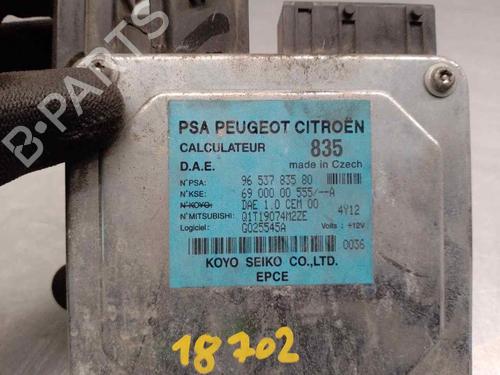 B-PARTS
PSA PEUGEOT CITROËN
CALCULATEUR 835
D.A.E. made in Czech
N°PSA: 96 537 835 80
N°KSE: 69 000 00 555/--A
N°KOYO: DAE 1.0 CEM 00
N°MITSUBISHI: Q1T19074M2ZE 4Y12
Logiciel: G025545A Volts : +12V
0036
KOYO SEIKO CO.,LTD.
EPCE
18702